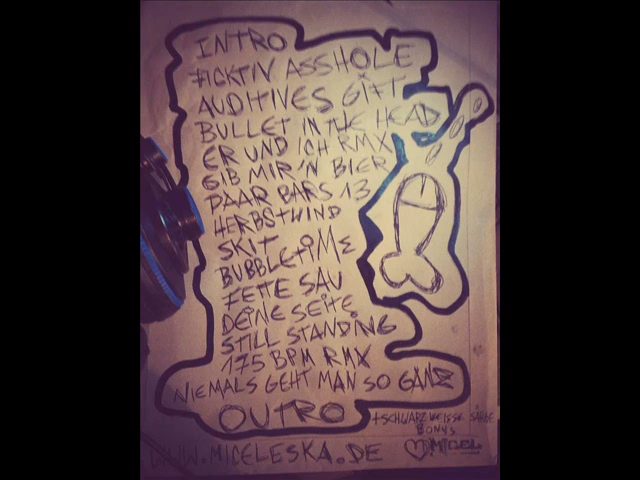 INTRO
FICKTIV ASSHOLE
AUDITIVES GIFT
BULLET IN THE HEAD
ER UND ICH RMX
GIB MIR'N BIER
PAAR BARS 13
HERBSTWIND
SKIT
BUBBLETIME
FETTE SAU
DEINE SEITE
STILL STANDING
175 BPM RMX
NIEMALS GEHT MAN SO GANZ
OUTRO
+SCHWARZ WEISSE SÄRGE
BONUS
MICEL
WWW.MICELESKA.DE